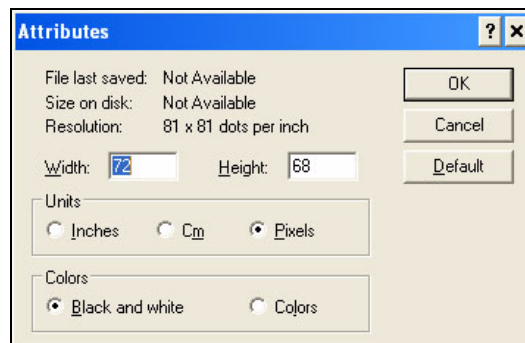 Attributes
File last saved: Not Available
Size on disk: Not Available
Resolution: 81 x 81 dots per inch
OK
Cancel
Default
Width: 72 Height: 68
Units
Inches Cm Pixels
Colors
Black and white Colors